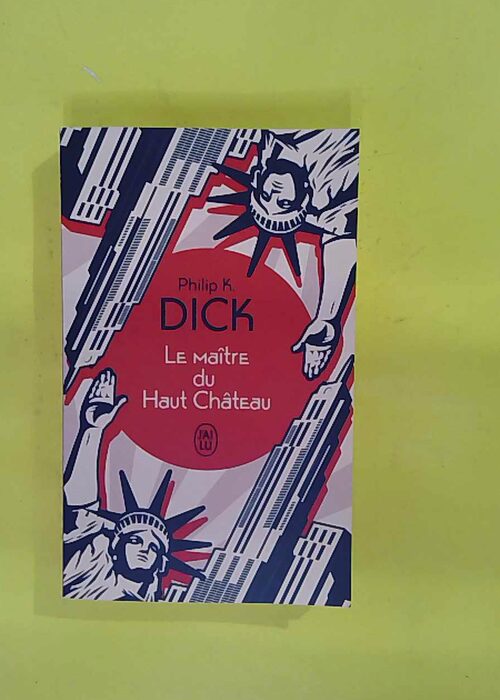 Philip K.
DICK
Le maître
du
Haut Château
J'AI
LU